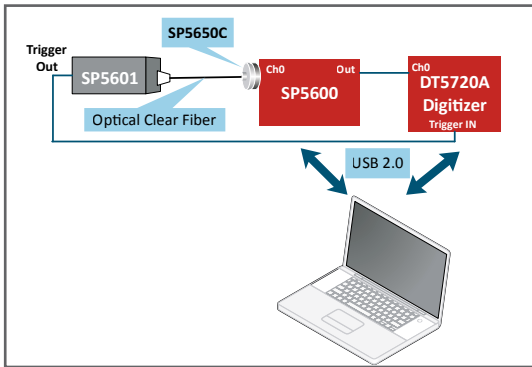 SP5650C
Trigger
Out
SP5601
Optical Clear Fiber
Ch0
Out
SP5600
Ch0
DT5720A
Digitizer
Trigger IN
USB 2.0